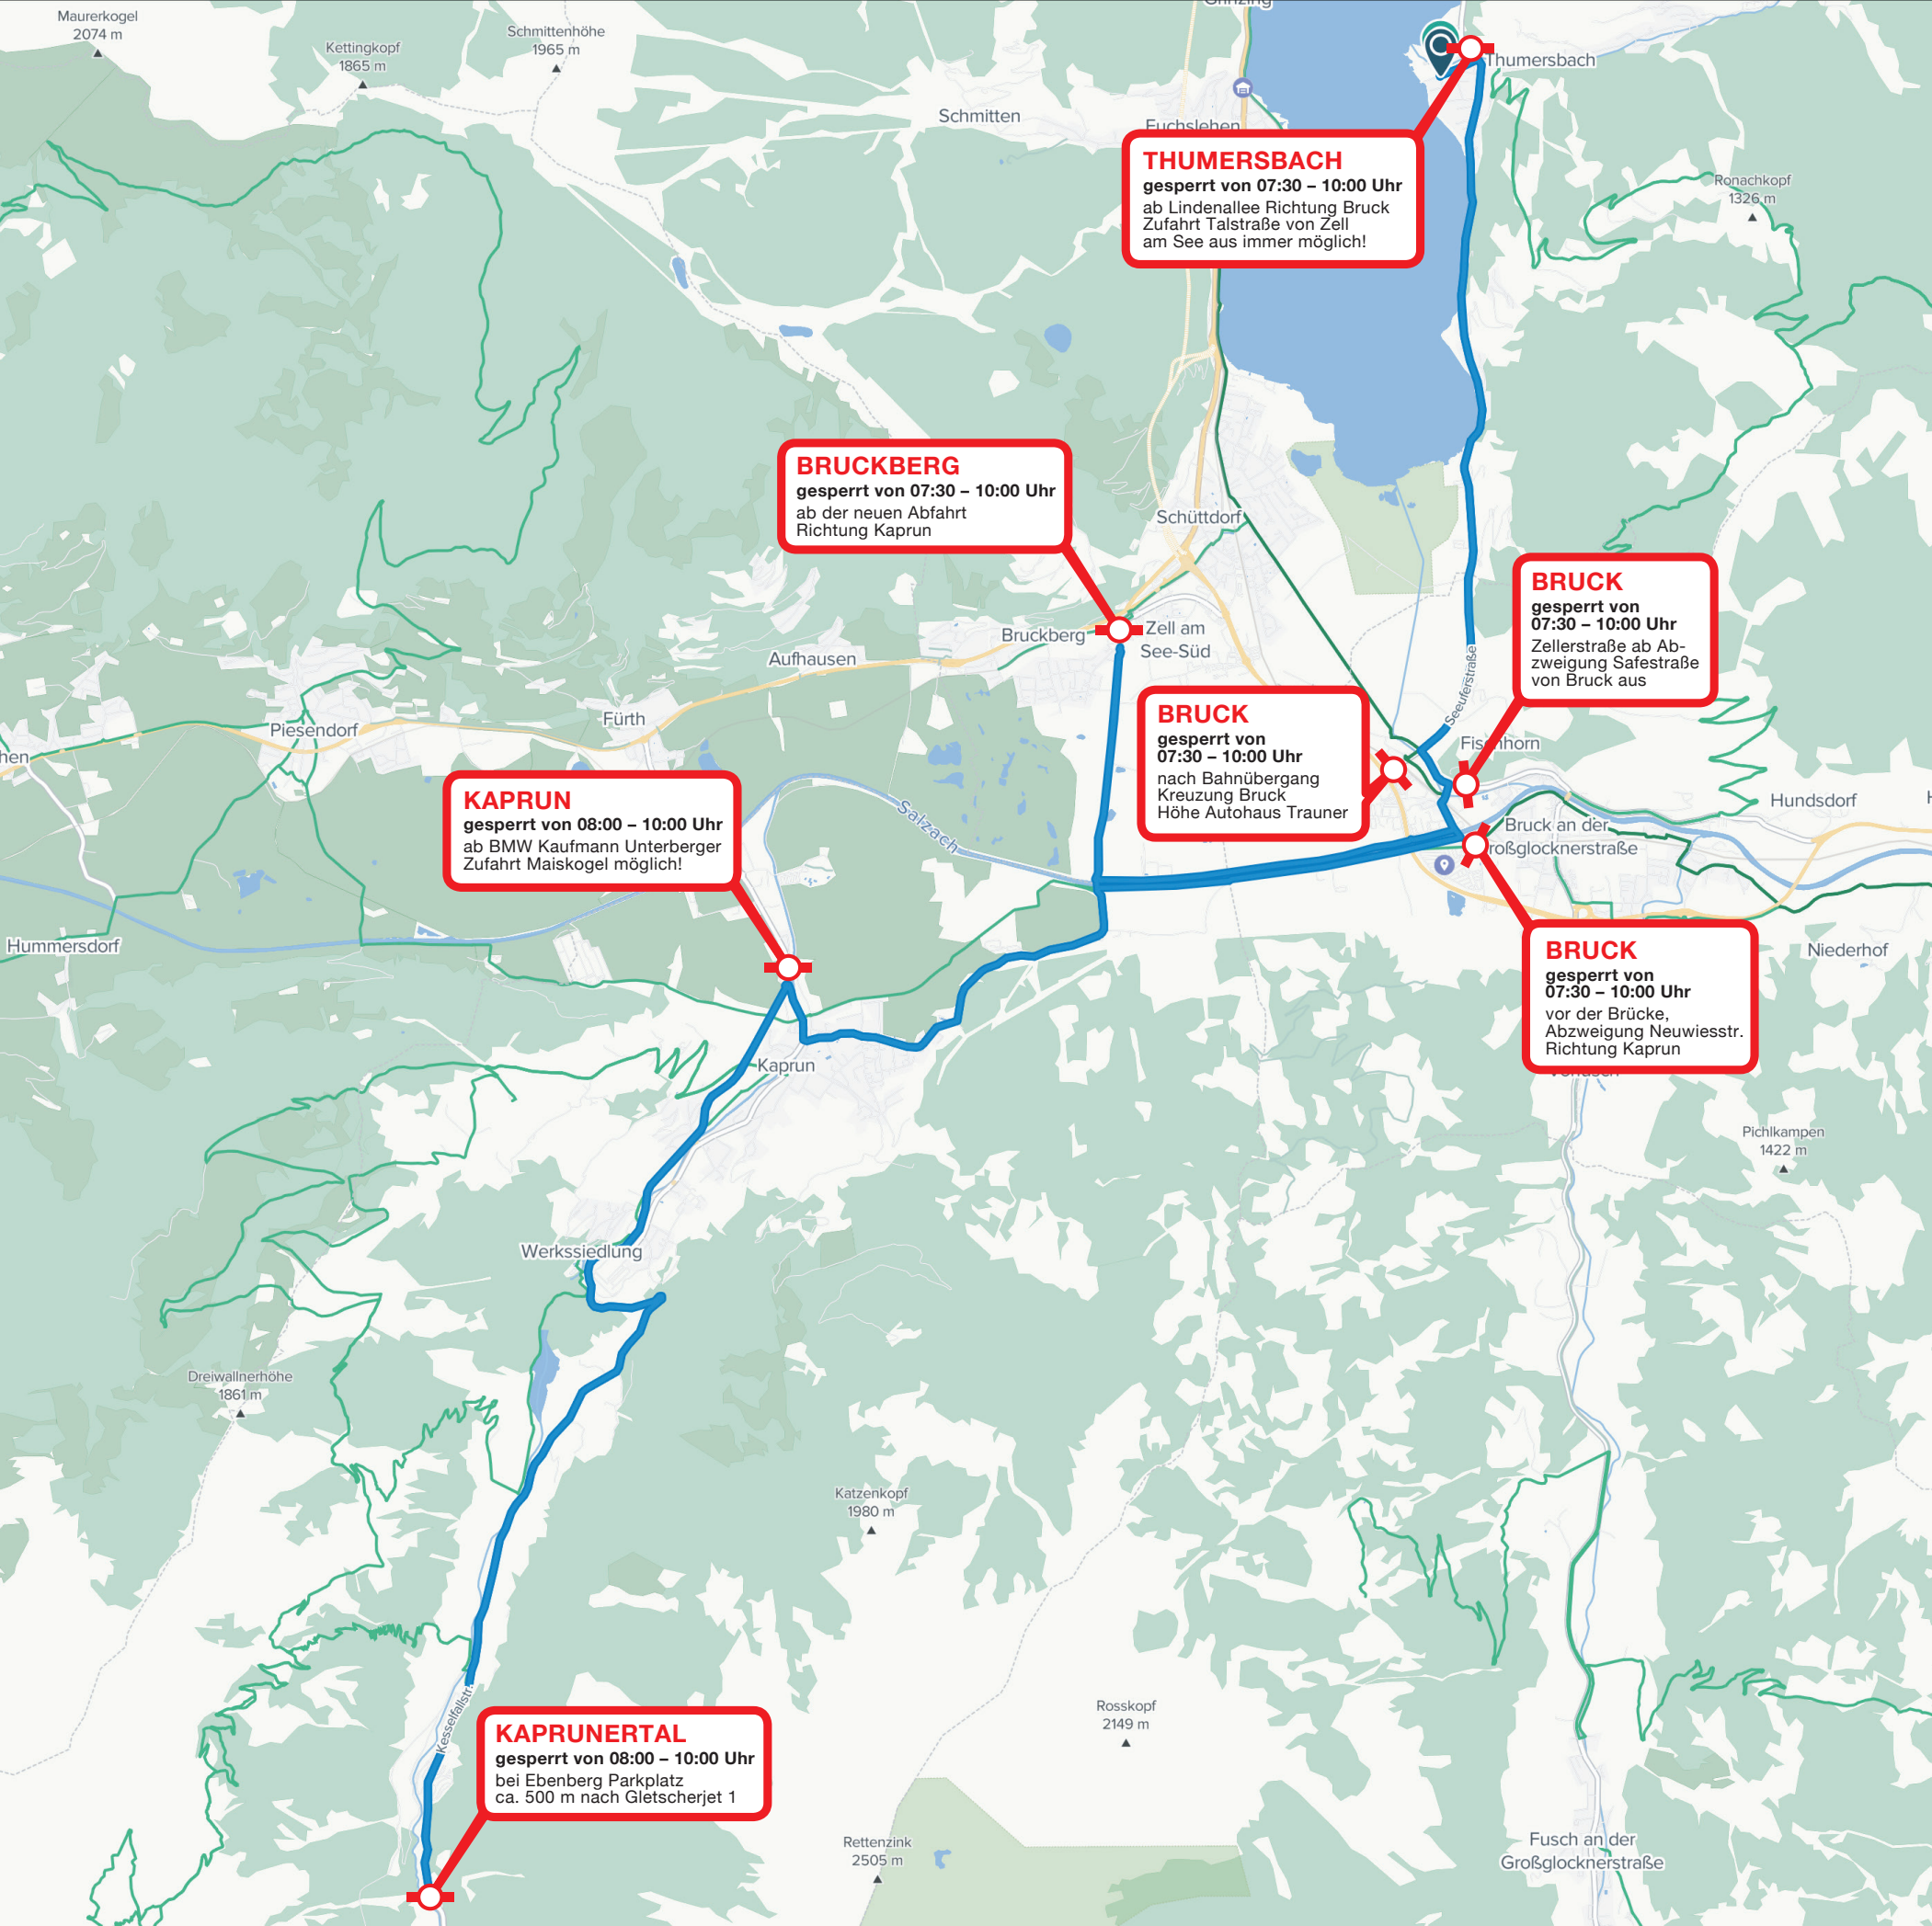 Maurerkogel
2074 m
Kettingkopf
1865 m
Schmittenhöhe
1965 m
Schmitten
Fuchslehen
Thumersbach
THUMERSBACH
gesperrt von 07:30 – 10:00 Uhr
ab Lindenallee Richtung Bruck
Zufahrt Talstraße von Zell
am See aus immer möglich!
Ronachkopf
1326 m
BRUCKBERG
gesperrt von 07:30 – 10:00 Uhr
ab der neuen Abfahrt
Richtung Kaprun
Schüttdorf
BRUCK
gesperrt von
07:30 – 10:00 Uhr
Zellerstraße ab Ab-
zweigung Safestraße
von Bruck aus
Bruckberg
Zell am
See-Süd
Aufhausen
Seeuferstraße
BRUCK
gesperrt von
07:30 – 10:00 Uhr
nach Bahnübergang
Kreuzung Bruck
Höhe Autohaus Trauner
Fürth
Piesendorf
hen
Fischhorn
Hundsdorf
KAPRUN
gesperrt von 08:00 – 10:00 Uhr
ab BMW Kaufmann Unterberger
Zufahrt Maiskogel möglich!
Salzach
Bruck an der
roßglocknerstraße
Hummersdorf
Niederhof
BRUCK
gesperrt von
07:30 – 10:00 Uhr
vor der Brücke,
Abzweigung Neuwiesstr.
Richtung Kaprun
Kaprun
Pichlkampen
1422 m
Werkssiedlung
Dreiwallnerhöhe
1861 m
Katzenkopf
1980 m
Kesselfallstr.
Rosskopf
2149 m
KAPRUNERTAL
gesperrt von 08:00 – 10:00 Uhr
bei Ebenberg Parkplatz
ca. 500 m nach Gletscherjet 1
Rettenzink
2505 m
Fusch an der
Großglocknerstraße